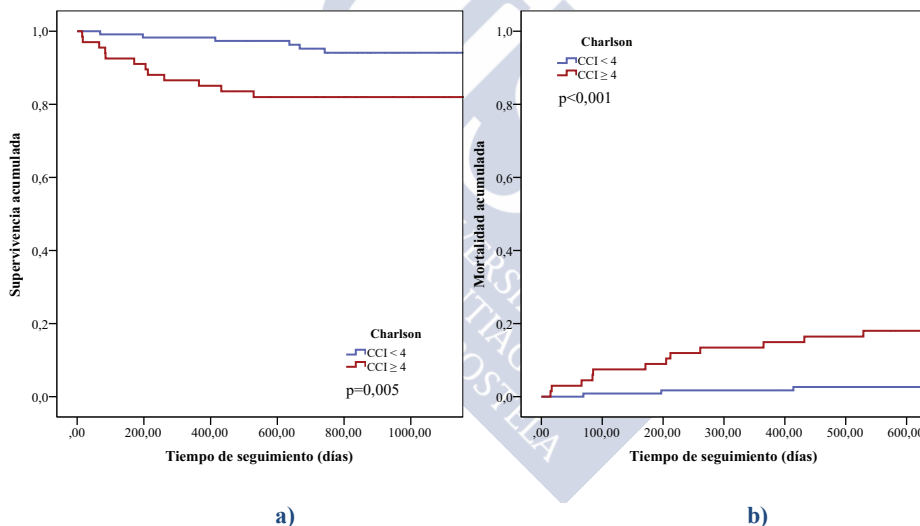 1,0
0,8
0,6
0,4
0,2
0,0
Supervivencia acumulada
,00 200,00 400,00 600,00 800,00 1000,00
Tiempo de seguimiento (días)
Charlson
CCI < 4
CCI ≥ 4
p=0,005
a)
1,0
0,8
0,6
0,4
0,2
0,0
Mortalidad acumulada
,00 100,00 200,00 300,00 400,00 500,00
Tiempo de seguimiento (días)
Charlson
CCI < 4
CCI ≥ 4
p<0,001
b)